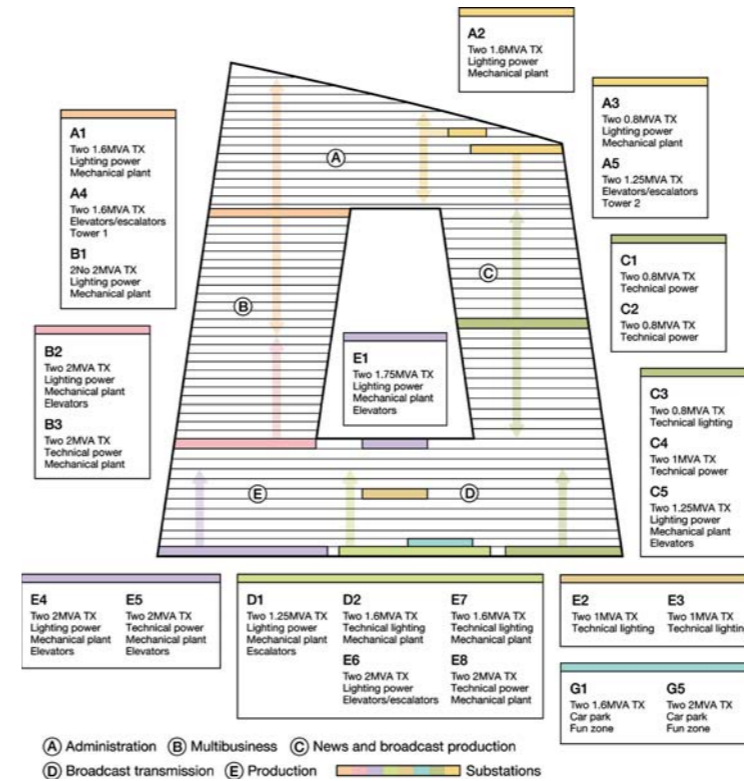 A2
Two 1.6MVA TX
Lighting power
Mechanical plant
A3
Two 0.8MVA TX
Lighting power
Mechanical plant
A5
Two 1.25MVA TX
Elevators/escalators
Tower 2
A1
Two 1.6MVA TX
Lighting power
Mechanical plant
A4
Two 1.6MVA TX
Elevators/escalators
Tower 1
B1
2No 2MVA TX
Lighting power
Mechanical plant
A
B
C
C1
Two 0.8MVA TX
Technical power
C2
Two 0.8MVA TX
Technical power
B2
Two 2MVA TX
Lighting power
Mechanical plant
Elevators
B3
Two 2MVA TX
Technical power
Mechanical plant
E1
Two 1.75MVA TX
Lighting power
Mechanical plant
Elevators
C3
Two 0.8MVA TX
Technical lighting
C4
Two 1MVA TX
Technical power
C5
Two 1.25MVA TX
Lighting power
Mechanical plant
Elevators
E
D
E4
Two 2MVA TX
Lighting power
Mechanical plant
Elevators
E5
Two 2MVA TX
Technical power
Mechanical plant
Elevators
D1
Two 1.25MVA TX
Lighting power
Mechanical plant
Escalators
D2
Two 1.6MVA TX
Technical lighting
Mechanical plant
E6
Two 2MVA TX
Lighting power
Elevators/escalators
E7
Two 1.6MVA TX
Technical lighting
Mechanical plant
E8
Two 2MVA TX
Technical power
Mechanical plant
E2
Two 1MVA TX
Technical lighting
E3
Two 1MVA TX
Technical lighting
G1
Two 1.6MVA TX
Car park
Fun zone
G5
Two 2MVA TX
Car park
Fun zone
A Administration B Multibusiness C News and broadcast production
D Broadcast transmission E Production Substations